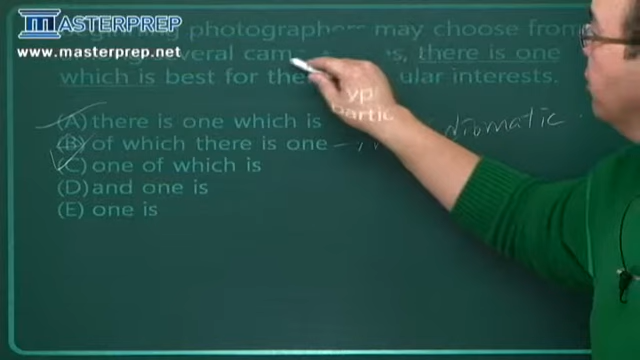 MASTERPREP
www.masterprep.net
photographers may choose from
several cam s, there is one
which is best for the ular interests.
yp
partic
(A) there is one which is
(B) of which there is one - idiomatic
(C) one of which is
(D) and one is
(E) one is